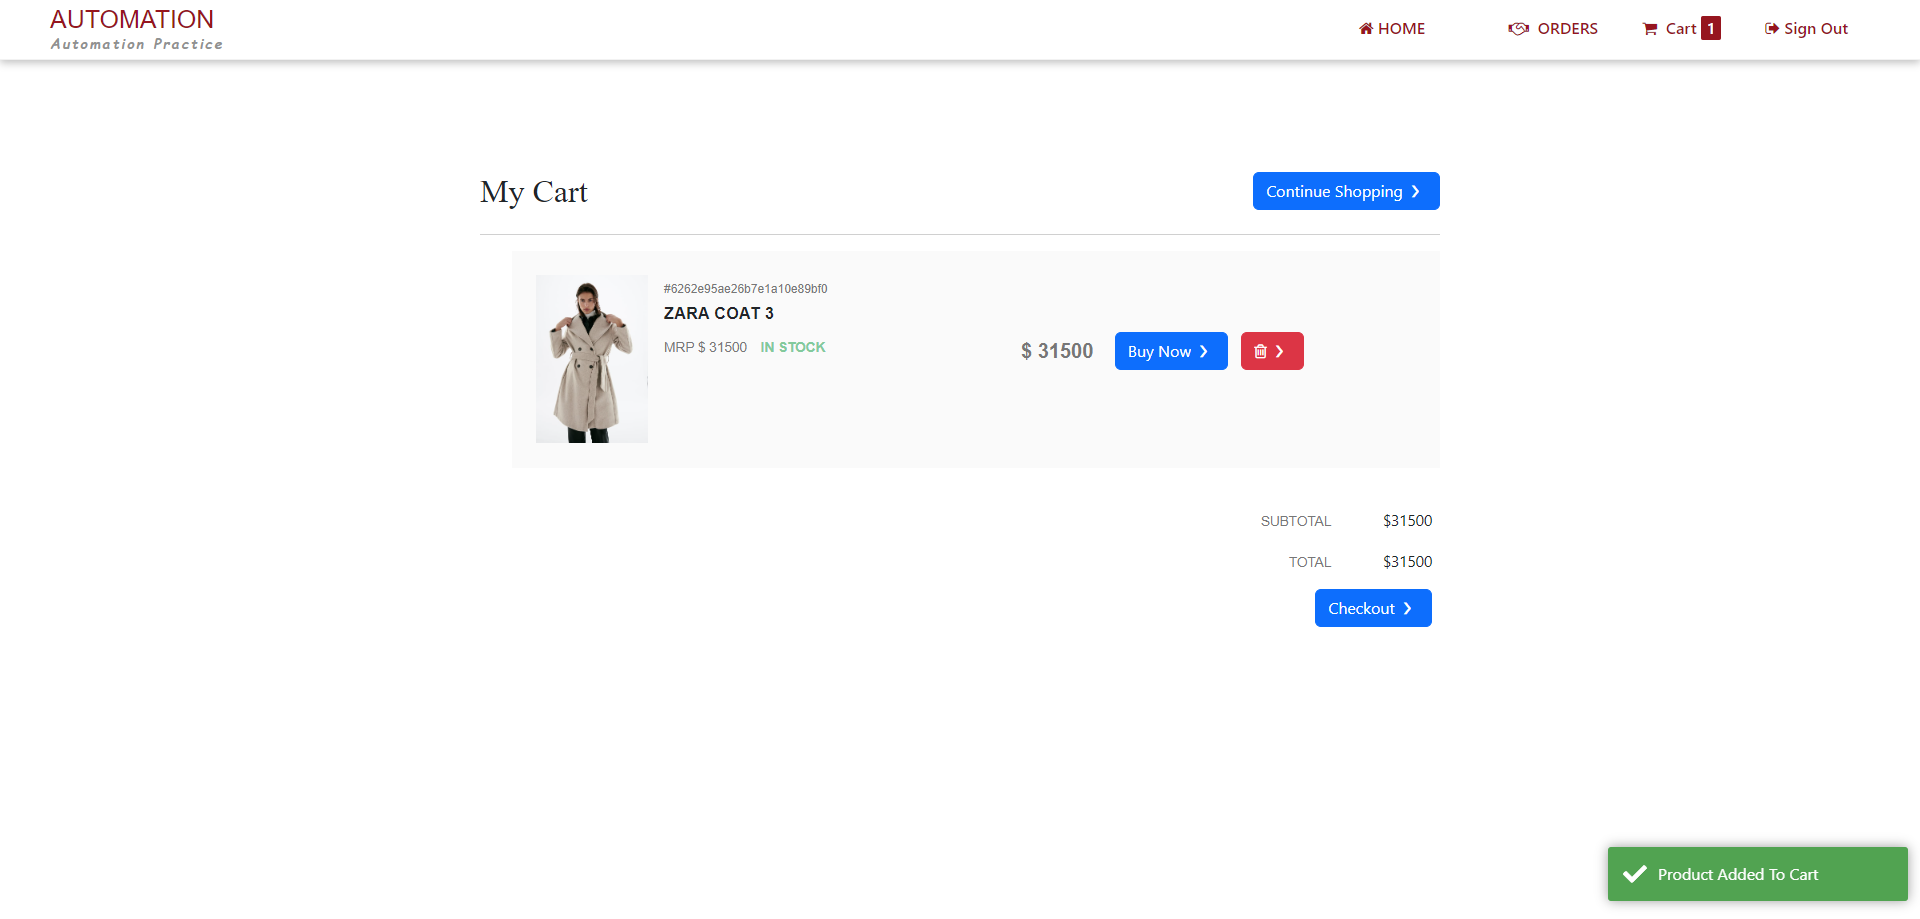 AUTOMATION
Automation Practice
HOME
ORDERS
Cart 1
Sign Out
My Cart
Continue Shopping
#6262e95ae26b7e1a10e89bf0
ZARA COAT 3
MRP $ 31500 IN STOCK
$ 31500
Buy Now
SUBTOTAL $31500
TOTAL $31500
Checkout
Product Added To Cart